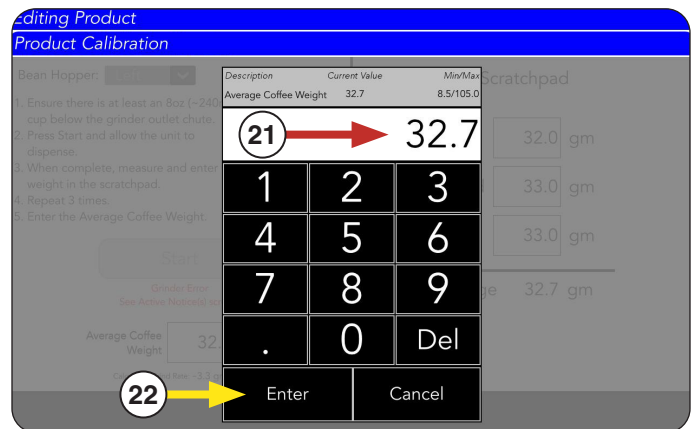 Editing Product
Product Calibration
Bean Hopper:
1. Ensure there is at least an 8oz (~240
cup below the grinder outlet chute.
2. Press Start and allow the unit to
dispense.
3. When complete, measure and enter
weight in the scratchpad.
4. Repeat 3 times
5. Enter the Average Coffee Weight.
Start
Grinder Error
See Active
Average Coffee
Weight
32.
Description Current Value Min/Max
Average Coffee Weight 32.7 8.5/105.0
21
32.7
1 2 3
4 5 6
7 8 9
. 0 Del
Enter Cancel
22
Scratchpad
32.0 gm
33.0 gm
33.0 gm
32.7 gm